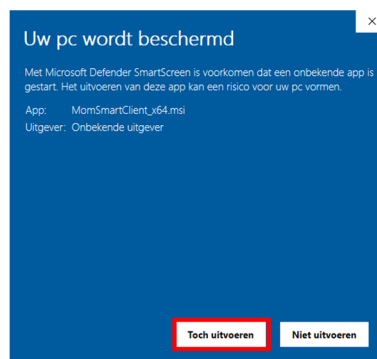 Uw pc wordt beschermd
Met Microsoft Defender SmartScreen is voorkomen dat een onbekende app is
gestart. Het uitvoeren van deze app kan een risico voor uw pc vormen.
App: MomSmartClient_x64.msi
Uitgever: Onbekende uitgever
Toch uitvoeren Niet uitvoeren